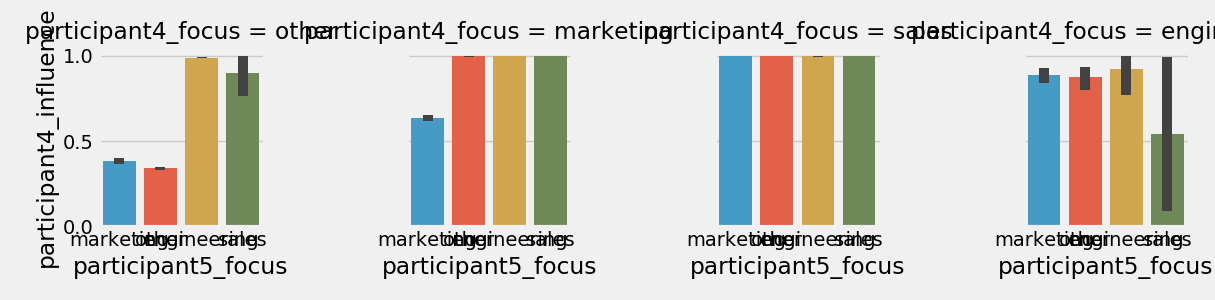 participant4_focus = other
participant4_focus = marketing
participant4_focus = sales
participant4_focus = engin
participant4_influence
1.0
0.5
0.0
marketing other engineering sales
marketing other engineering sales
marketing other engineering sales
marketing other engineering sales
participant5_focus
participant5_focus
participant5_focus
participant5_focus